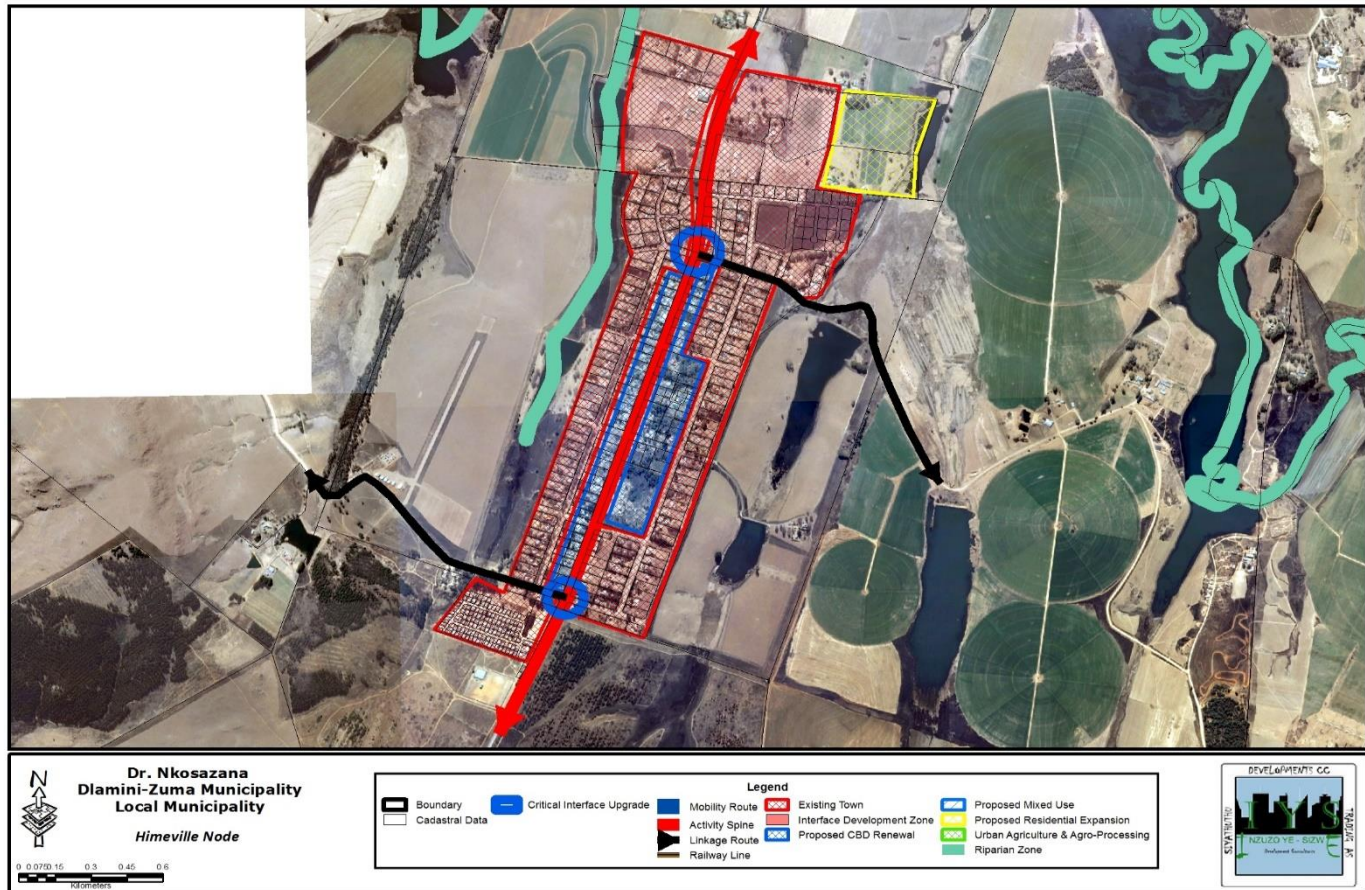 N
Dr. Nkosazana
Dlamini-Zuma Municipality
Local Municipality
Himeville Node
0 0.075 0.15 0.3 0.45 0.6
Kilometers
Legend
Boundary
Cadastral Data
Critical Interface Upgrade
Mobility Route
Activity Spine
Linkage Route
Railway Line
Existing Town
Interface Development Zone
Proposed CBD Renewal
Proposed Mixed Use
Proposed Residential Expansion
Urban Agriculture & Agro-Processing
Riparian Zone
DEVELOPMENTS CC
TRADING AS
I Y S
NZUZO YE - SIZWE